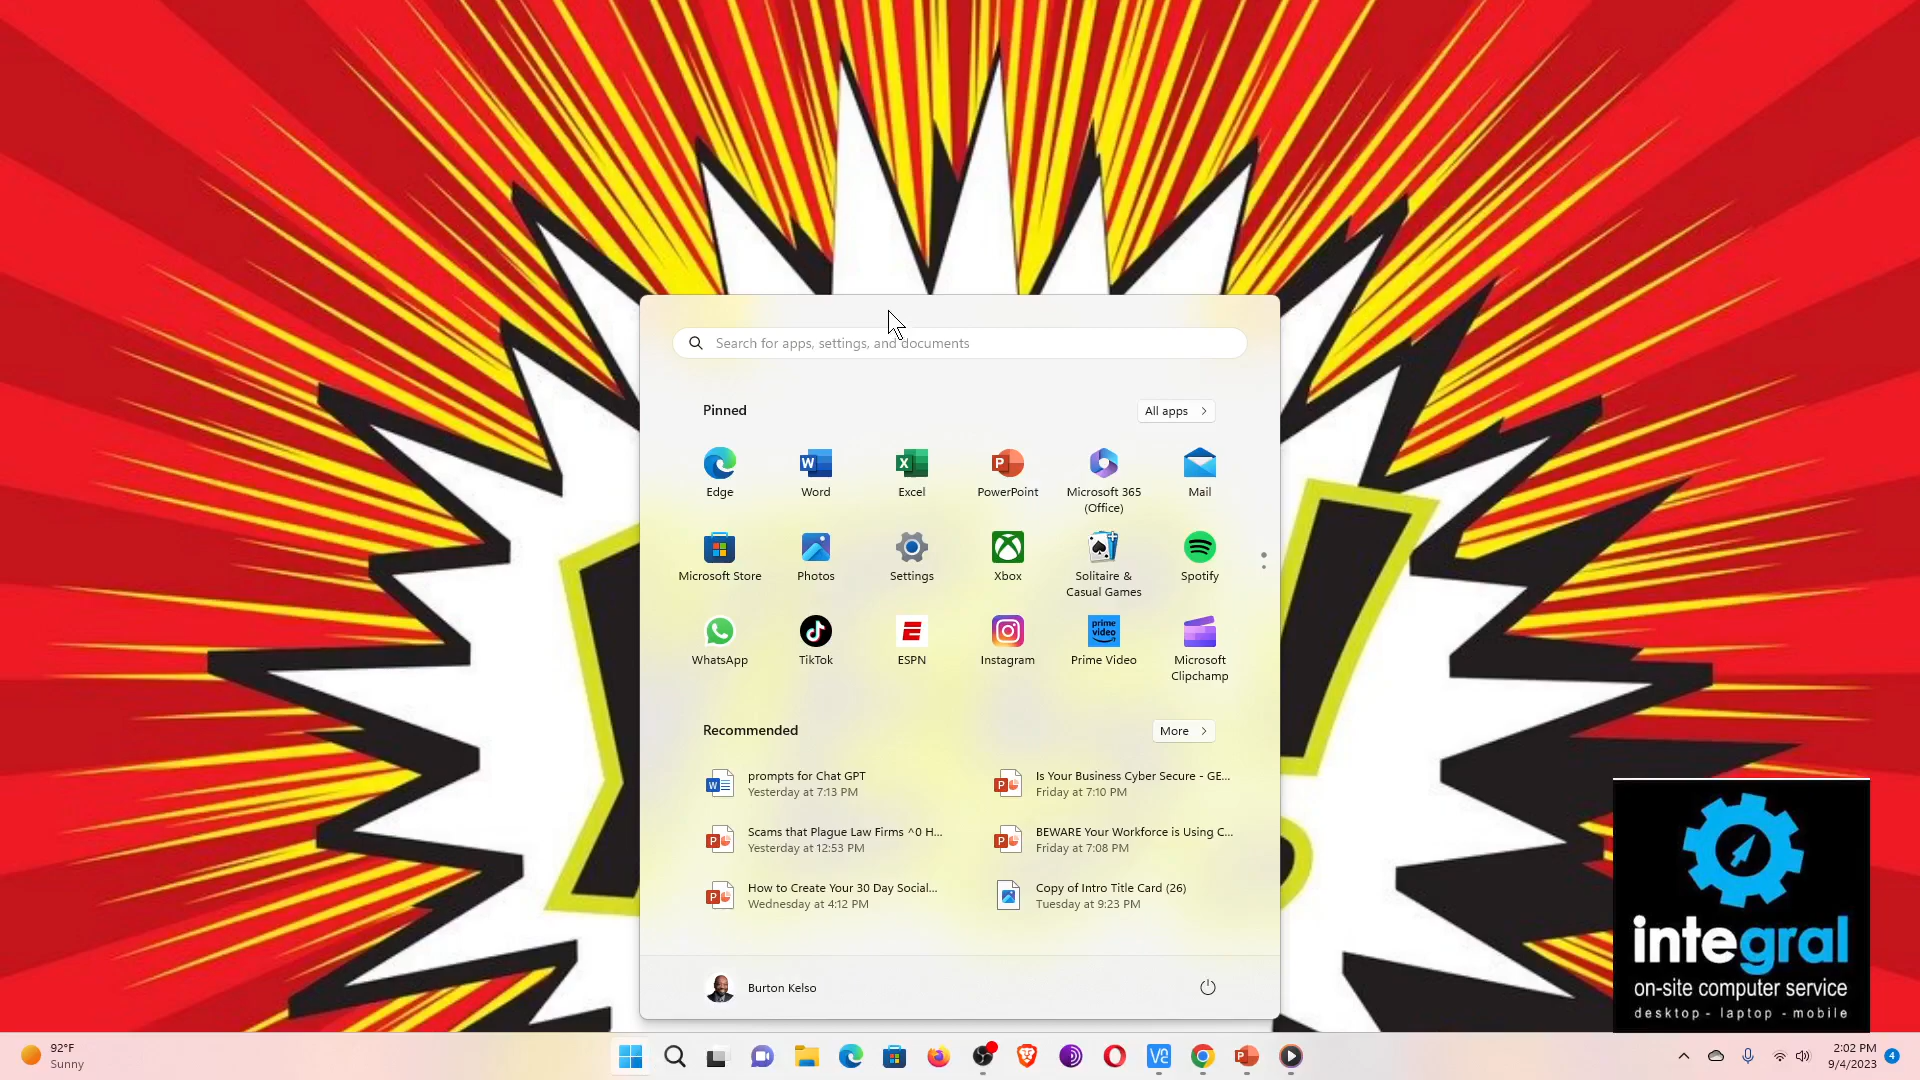 Search for apps, settings, and documents
Pinned
All apps
Edge
Word
Excel
PowerPoint
Microsoft 365
(Office)
Mail
Microsoft Store
Photos
Settings
Xbox
Solitaire &
Casual Games
Spotify
WhatsApp
TikTok
ESPN
Instagram
prime
video
Prime Video
Microsoft
Clipchamp
Recommended
More
prompts for Chat GPT
Yesterday at 7:13 PM
Is Your Business Cyber Secure - GE...
Friday at 7:10 PM
Scams that Plague Law Firms ^0 H...
Yesterday at 12:53 PM
BEWARE Your Workforce is Using C...
Friday at 7:08 PM
How to Create Your 30 Day Social...
Wednesday at 4:12 PM
Copy of Intro Title Card (26)
Tuesday at 9:23 PM
Burton Kelso
integral
on-site computer service
desktop - laptop - mobile
92°F
Sunny
2:02 PM
9/4/2023
4